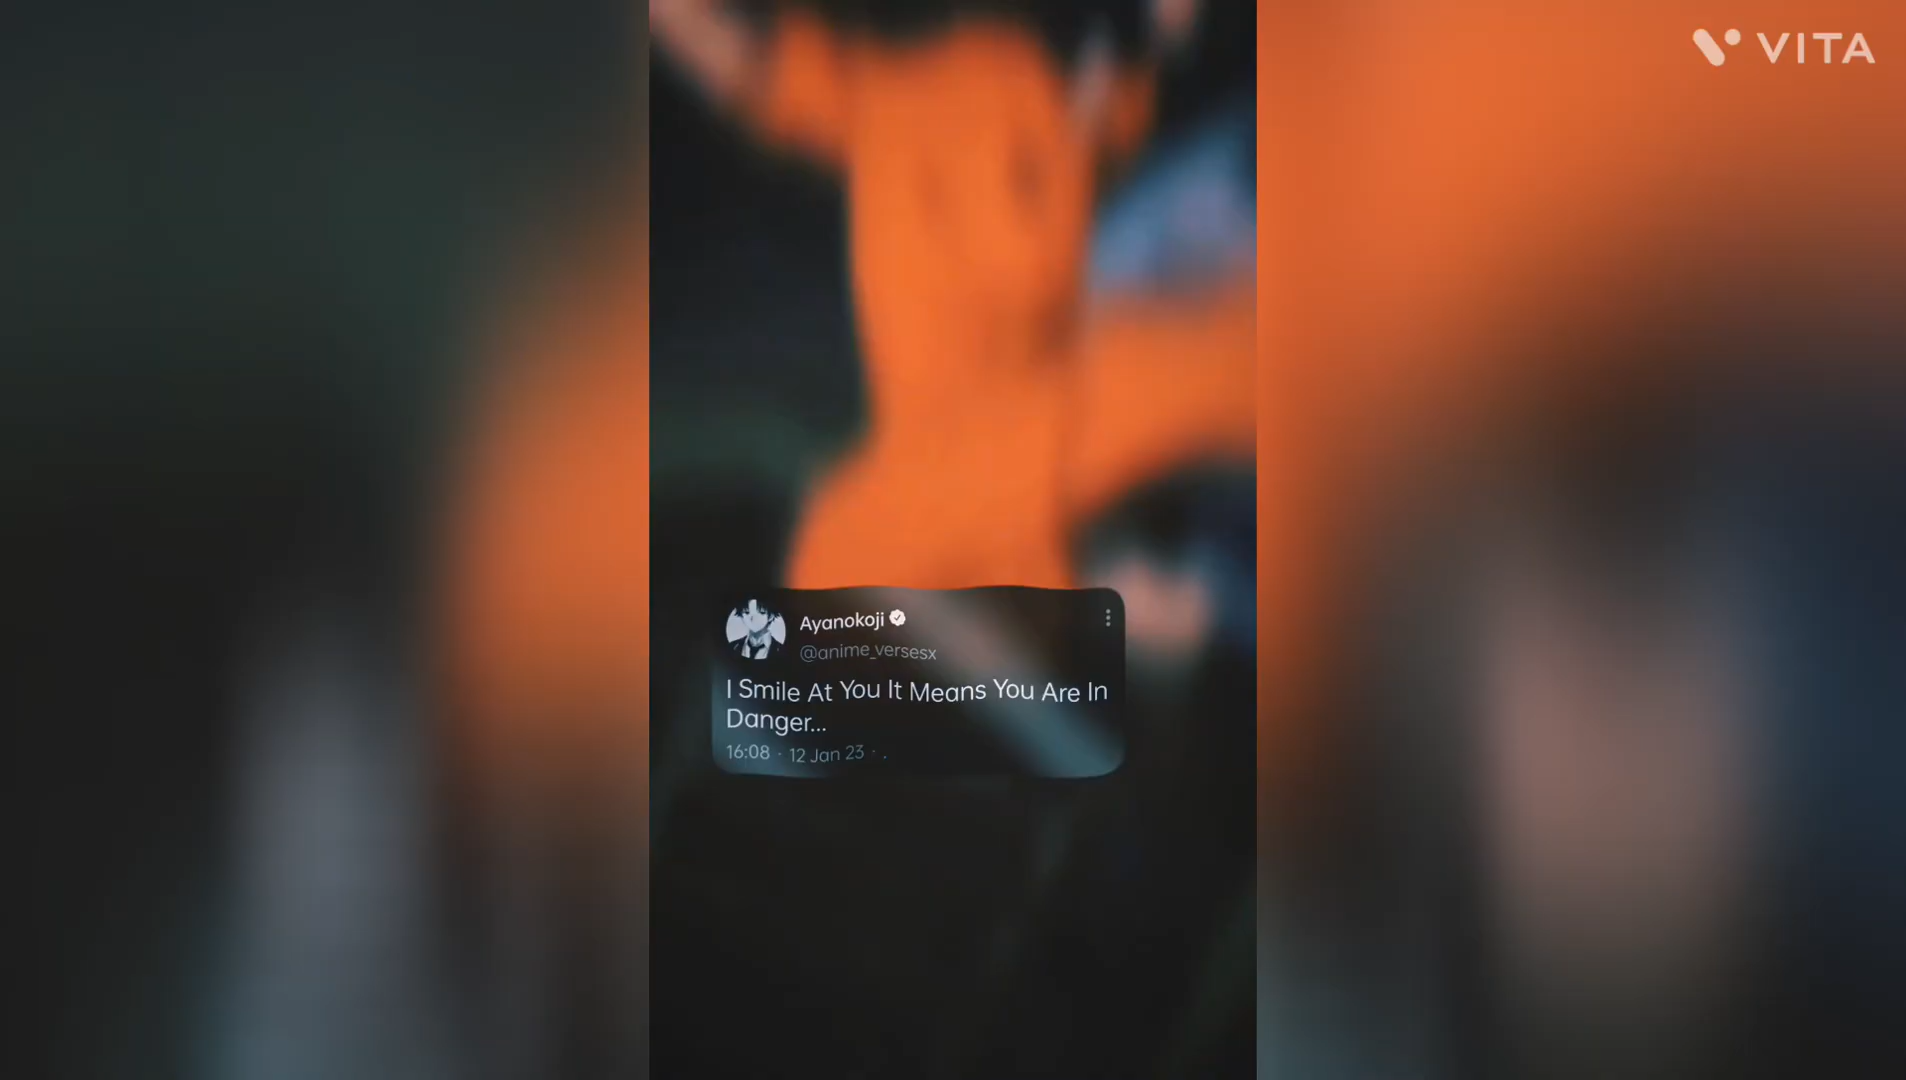 VITA
Ayanokoji
@anime_versesx
I Smile At You It Means You Are In
Danger...
16:08 · 12 Jan 23 · .